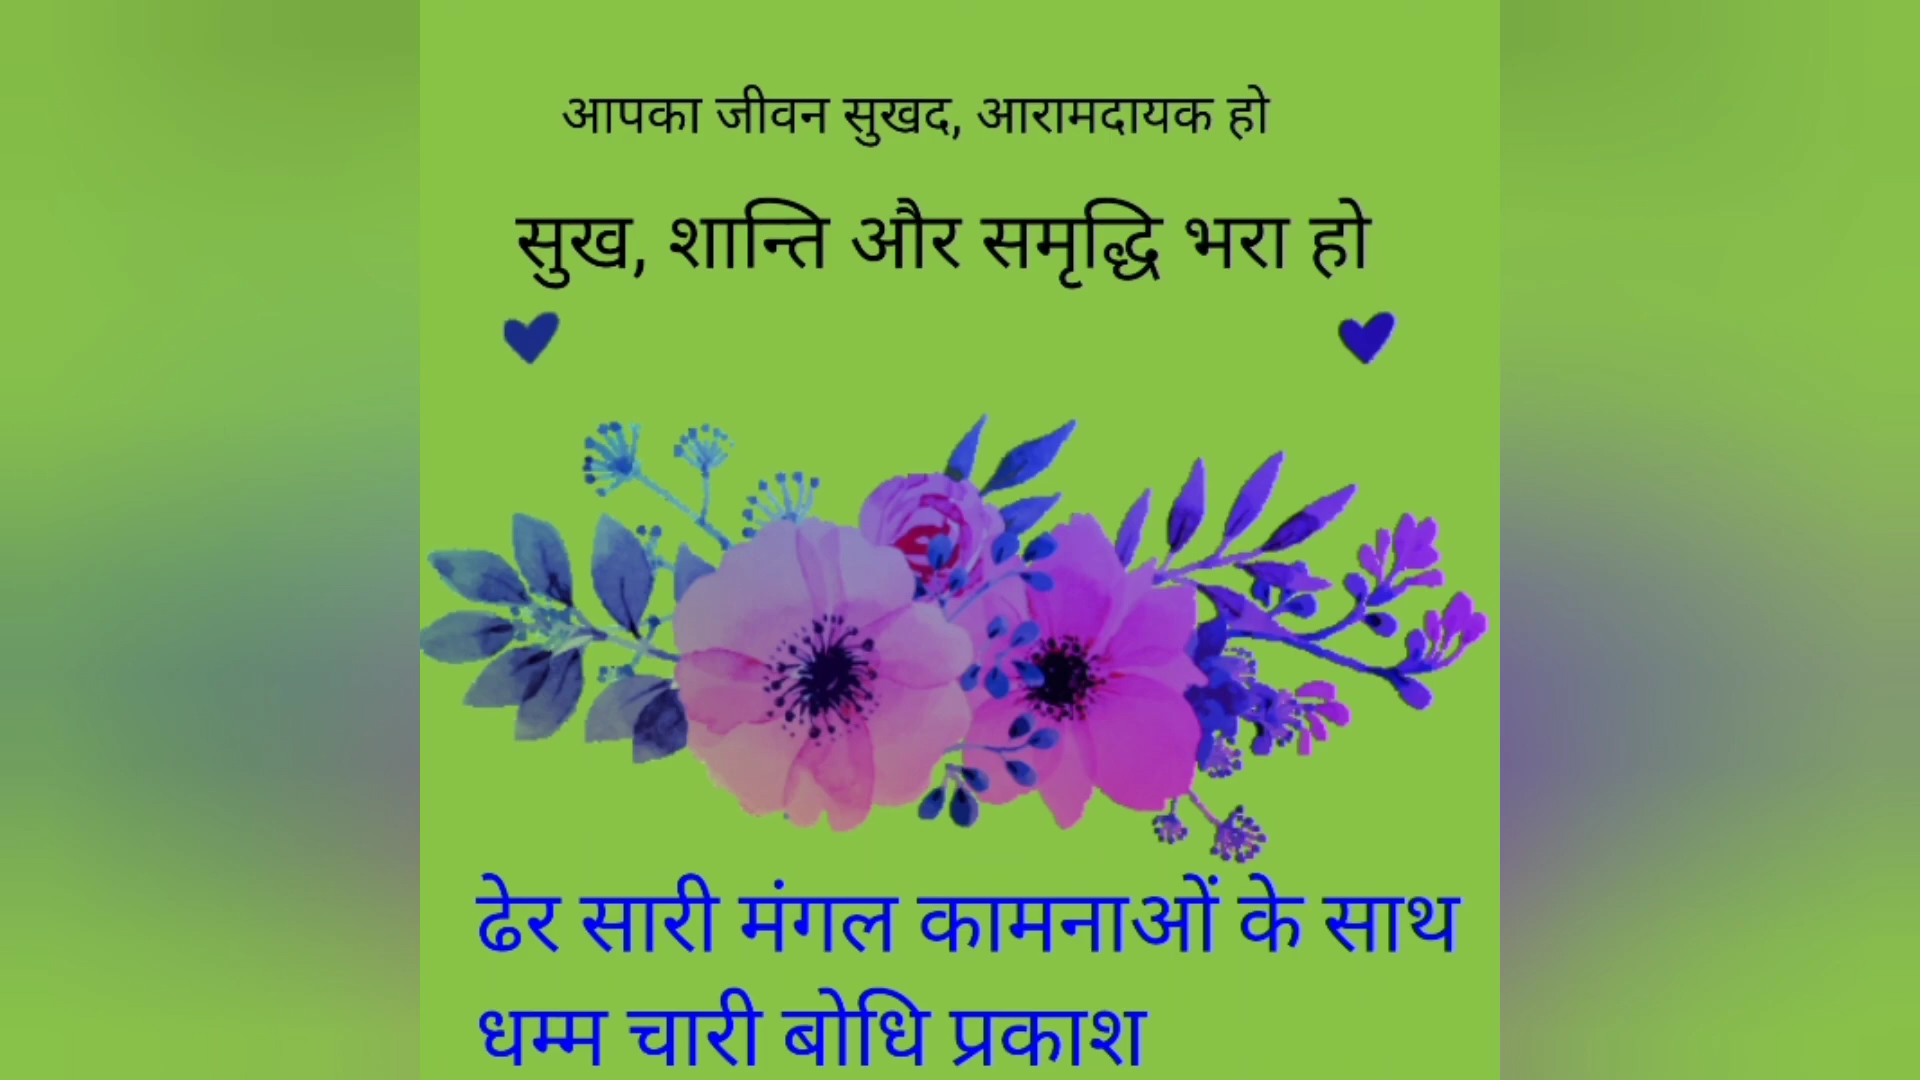 आपका जीवन सुखद, आरामदायक हो
सुख, शान्ति और समृद्धि भरा हो
ढेर सारी मंगल कामनाओं के साथ
धम्म चारी बोधि प्रकाश